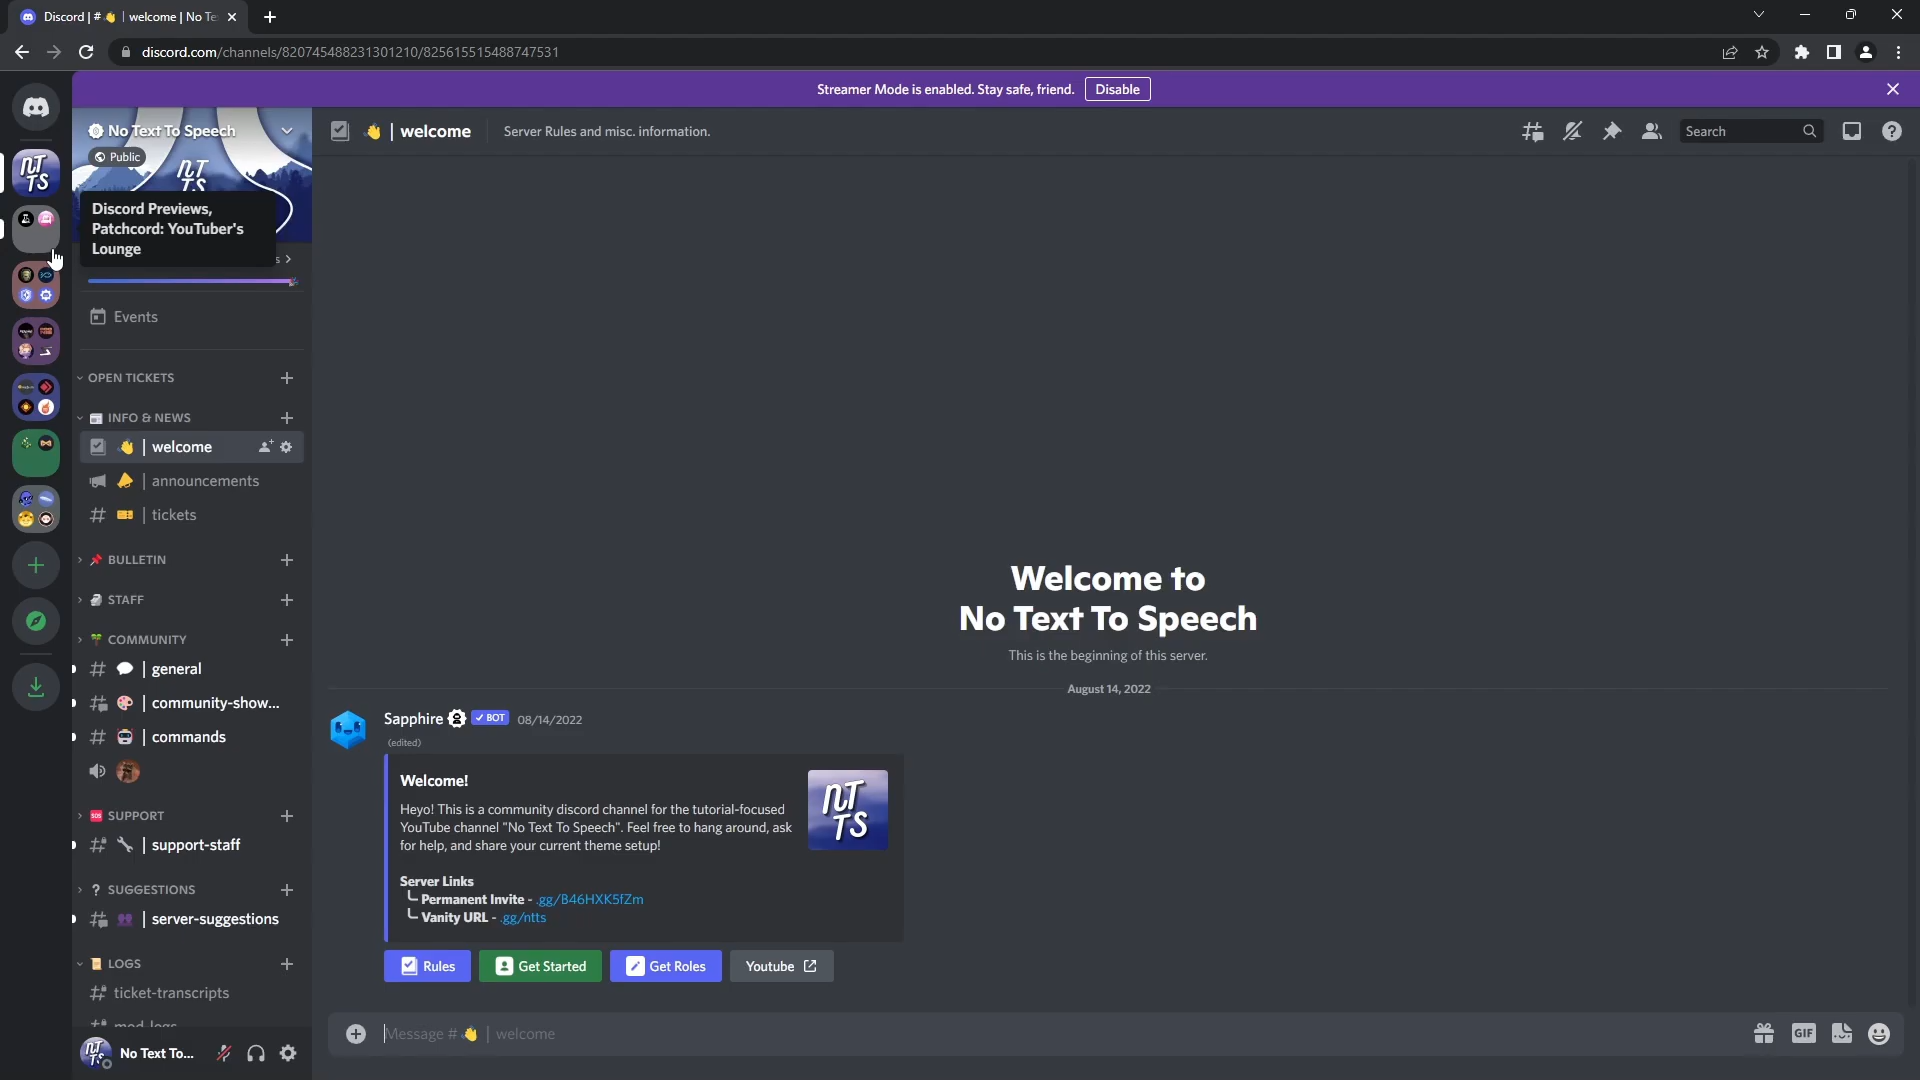 Discord | #👋 | welcome | No Te
discord.com/channels/820745488231301210/825615515488747531
Streamer Mode is enabled. Stay safe, friend. Disable
No Text To Speech
Public
NTTS
NTTS
Discord Previews,
Patchcord: YouTuber's
Lounge
s
Events
OPEN TICKETS
INFO & NEWS
👋 | welcome
📣 | announcements
# 🎫 | tickets
📌 BULLETIN
STAFF
🌴 COMMUNITY
# 💬 | general
# 🎨 | community-show...
# 🤖 | commands
🆘 SUPPORT
# 🔧 | support-staff
? SUGGESTIONS
# 👥 | server-suggestions
📜 LOGS
# ticket-transcripts
# mod-logs
NTTS
No Text To...
👋 | welcome
Server Rules and misc. information.
Search
Welcome to
No Text To Speech
This is the beginning of this server.
August 14, 2022
Sapphire BOT 08/14/2022
(edited)
Welcome!
Heyo! This is a community discord channel for the tutorial-focused
YouTube channel "No Text To Speech". Feel free to hang around, ask
for help, and share your current theme setup!
NTTS
Server Links
Permanent Invite - .gg/B46HXK5fZm
Vanity URL - .gg/ntts
Rules
Get Started
Get Roles
Youtube
Message #👋 | welcome
GIF